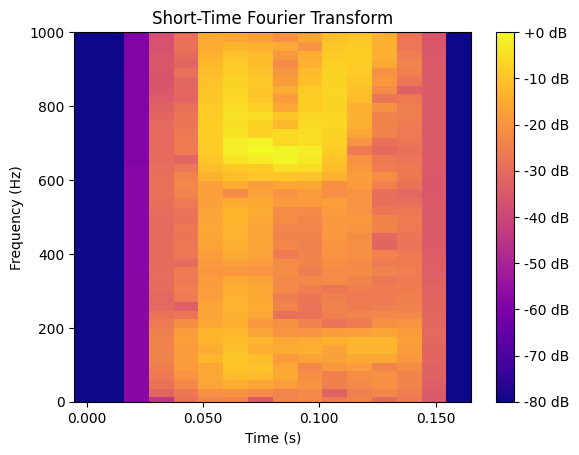 Short-Time Fourier Transform
1000
800
600
400
200
0
Frequency (Hz)
0.000
0.050
0.100
0.150
Time (s)
+0 dB
-10 dB
-20 dB
-30 dB
-40 dB
-50 dB
-60 dB
-70 dB
-80 dB